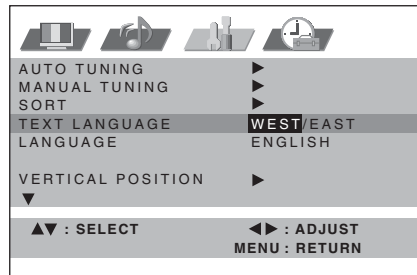 AUTO TUNING ▶
MANUAL TUNING ▶
SORT ▶
TEXT LANGUAGE WEST/EAST
LANGUAGE ENGLISH
VERTICAL POSITION ▶
▼
▲▼ : SELECT ◀▶ : ADJUST
MENU : RETURN